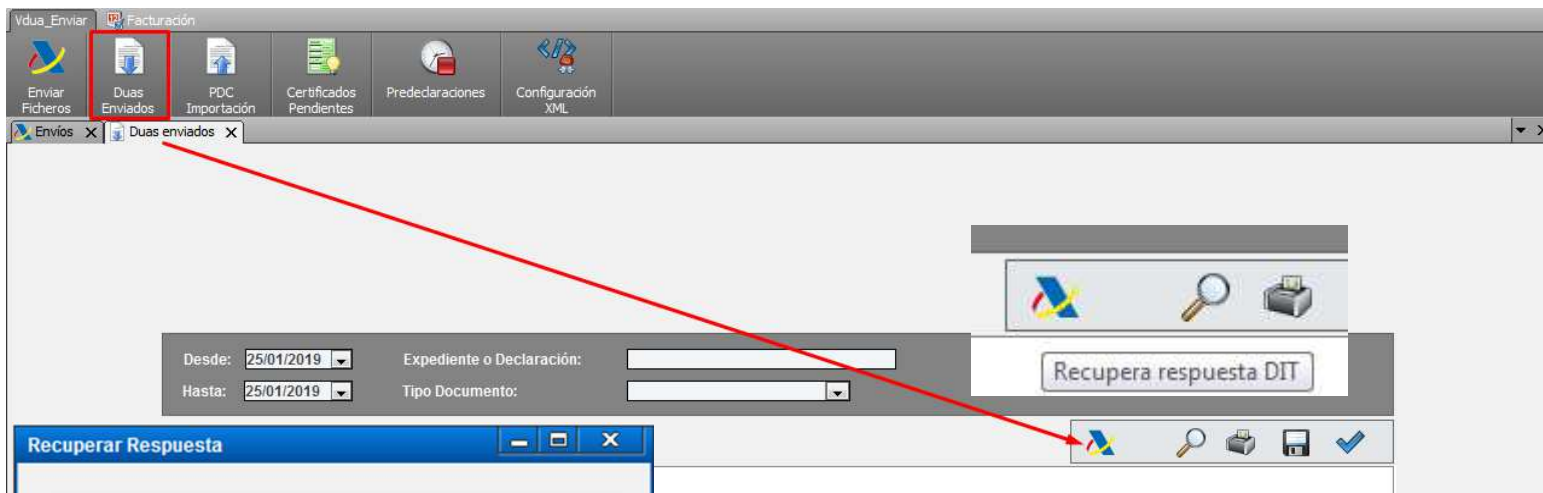 Vdua_Enviar Facturación
Enviar Ficheros
Duas Enviados
PDC Importación
Certificados Pendientes
Predeclaraciones
Configuración XML
Envíos X Duas enviados X
Desde: 25/01/2019 Expediente o Declaración:
Hasta: 25/01/2019 Tipo Documento:
Recupera respuesta DIT
Recuperar Respuesta